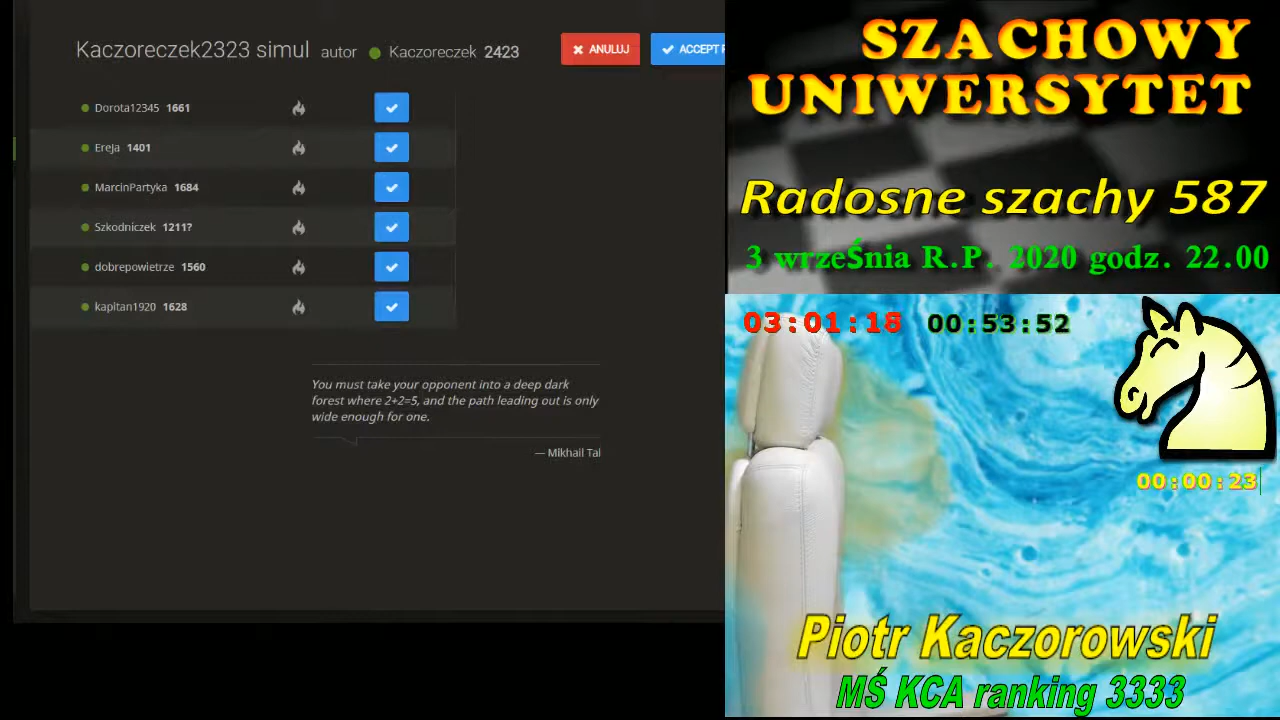 Kaczoreczek2323 simul autor Kaczoreczek 2423
ANULUJ
ACCEPT R
Dorota12345 1661
Ereja 1401
MarcinPartyka 1684
Szkodniczek 1211?
dobrepowietrze 1560
kapitan1920 1628
You must take your opponent into a deep dark
forest where 2+2=5, and the path leading out is only
wide enough for one.
— Mikhail Tal
SZACHOWY
UNIWERSYTET
Radosne szachy 587
3 września R.P. 2020 godz. 22.00
03:01:18 00:53:52
00:00:23
Piotr Kaczorowski
MŚ KCA ranking 3333